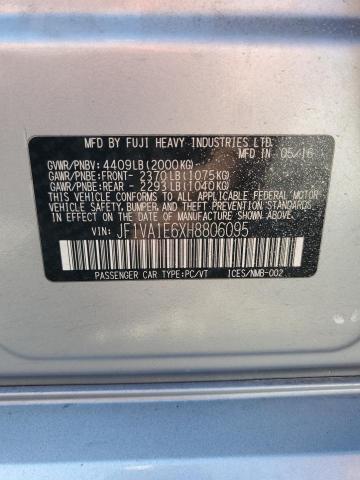 MFD BY FUJI HEAVY INDUSTRIES LTD.
MFD IN 05/16
GVWR/PNBV: 4409LB(2000KG)
GAWR/PNBE:FRONT- 2370LB(1075KG)
GAWR/PNBE:REAR - 2293LB(1040KG)
THIS VEHICLE CONFORMS TO ALL APPLICABLE FEDERAL MOTOR
VEHICLE SAFETY, BUMPER, AND THEFT PREVENTION STANDARDS
IN EFFECT ON THE DATE OF MANUFACTURE SHOWN ABOVE.
VIN: JF1VA1E6XH8806095
PASSENGER CAR TYPE:PC/VT ICES/NMB-002